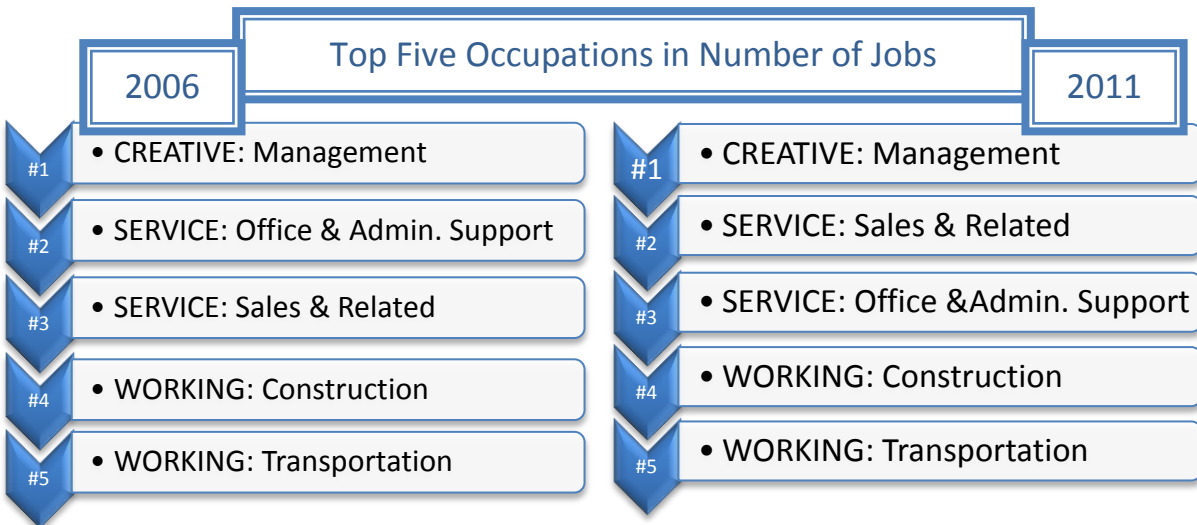 Top Five Occupations in Number of Jobs
2006
#1
• CREATIVE: Management
#2
• SERVICE: Office & Admin. Support
#3
• SERVICE: Sales & Related
#4
• WORKING: Construction
#5
• WORKING: Transportation
2011
#1
• CREATIVE: Management
#2
• SERVICE: Sales & Related
#3
• SERVICE: Office &Admin. Support
#4
• WORKING: Construction
#5
• WORKING: Transportation